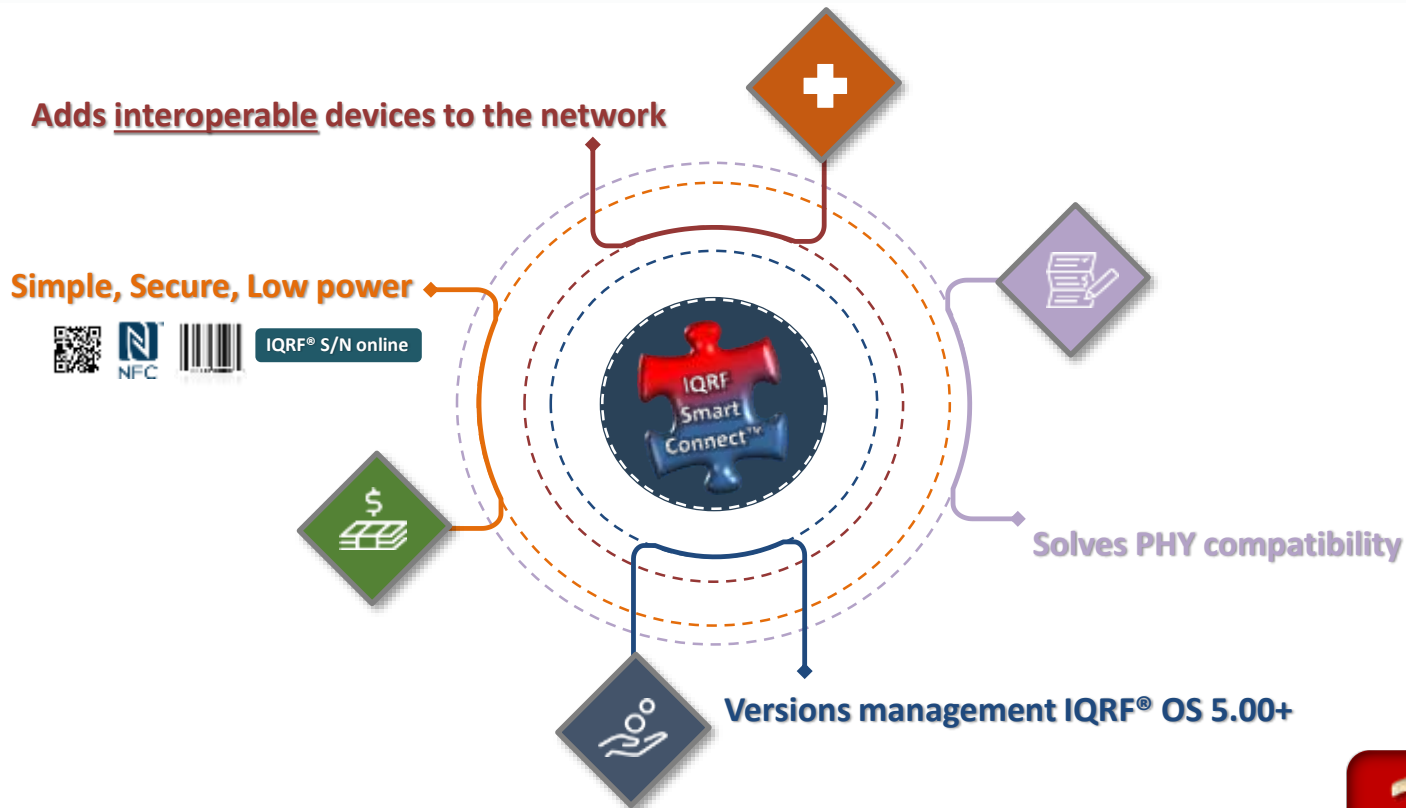 Adds interoperable devices to the network
Simple, Secure, Low power
NFC
IQRF® S/N online
IQRF
Smart
Connect™
$
Solves PHY compatibility
Versions management IQRF® OS 5.00+